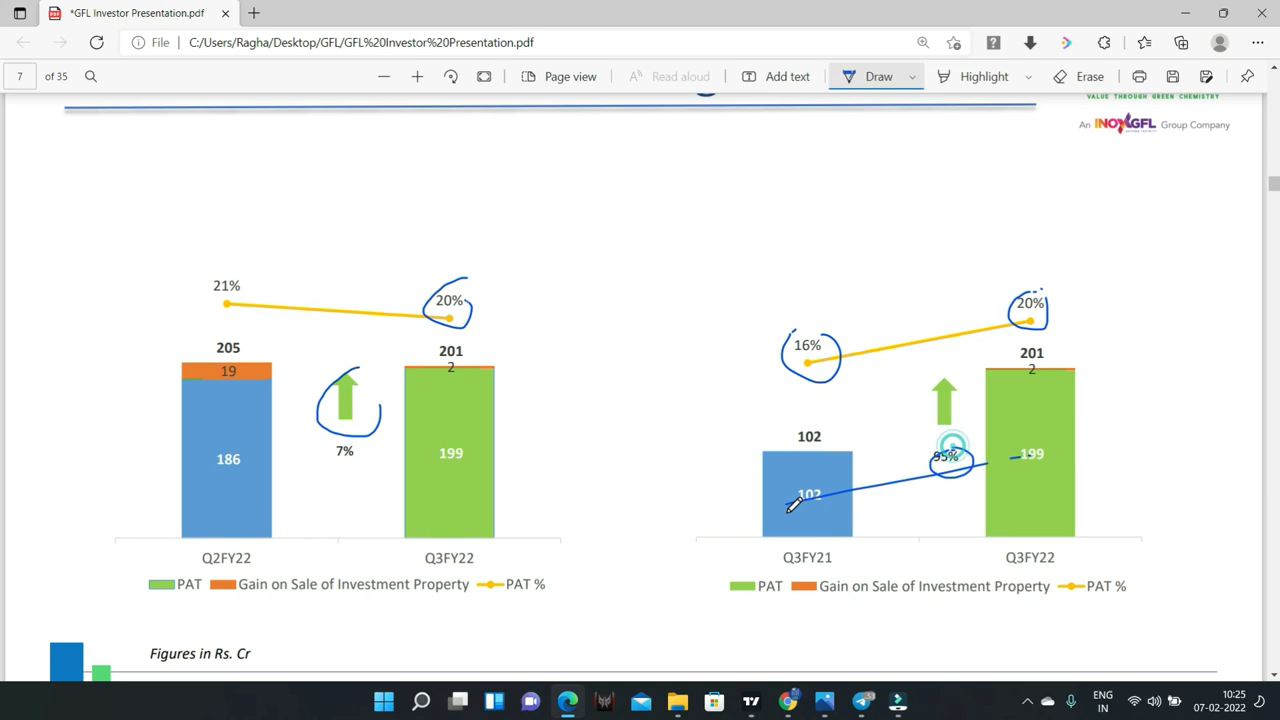 *GFL Investor Presentation.pdf
File C:/Users/Ragha/Desktop/GFL/GFL%20Investor%20Presentation.pdf
7 of 35 Page view Read aloud Add text Draw Highlight Erase
VALUE THROUGH GREEN CHEMISTRY
An INOXGFL Group Company
21% 20%
205 201
19 2
7%
186 199
Q2FY22 Q3FY22
PAT Gain on Sale of Investment Property PAT %
16% 20%
102 201
2
95%
102 199
Q3FY21 Q3FY22
PAT Gain on Sale of Investment Property PAT %
Figures in Rs. Cr
ENG
IN
10:25
07-02-2022